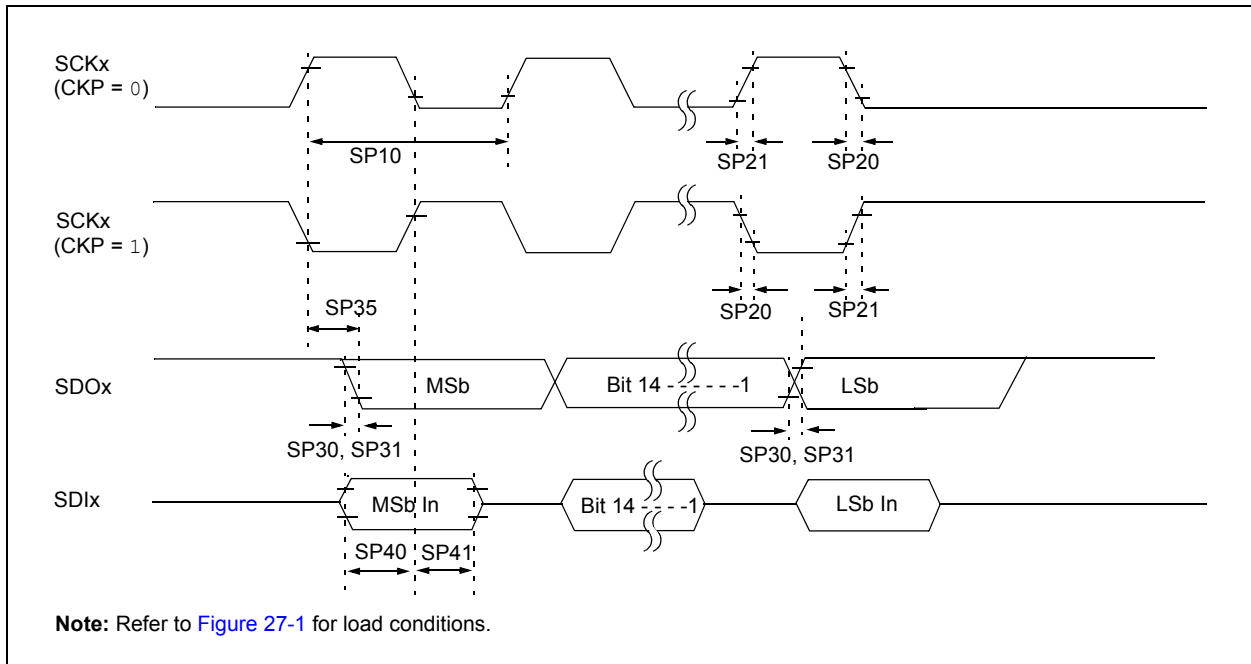 SCKx
(CKP = 0)
SP10
SP21
SP20
SCKx
(CKP = 1)
SP35
SP20
SP21
SDOx
MSb
Bit 14 - - - - - -1
LSb
SP30, SP31
SP30, SP31
SDIx
MSb In
Bit 14 - - - -1
LSb In
SP40
SP41
Note: Refer to Figure 27-1 for load conditions.